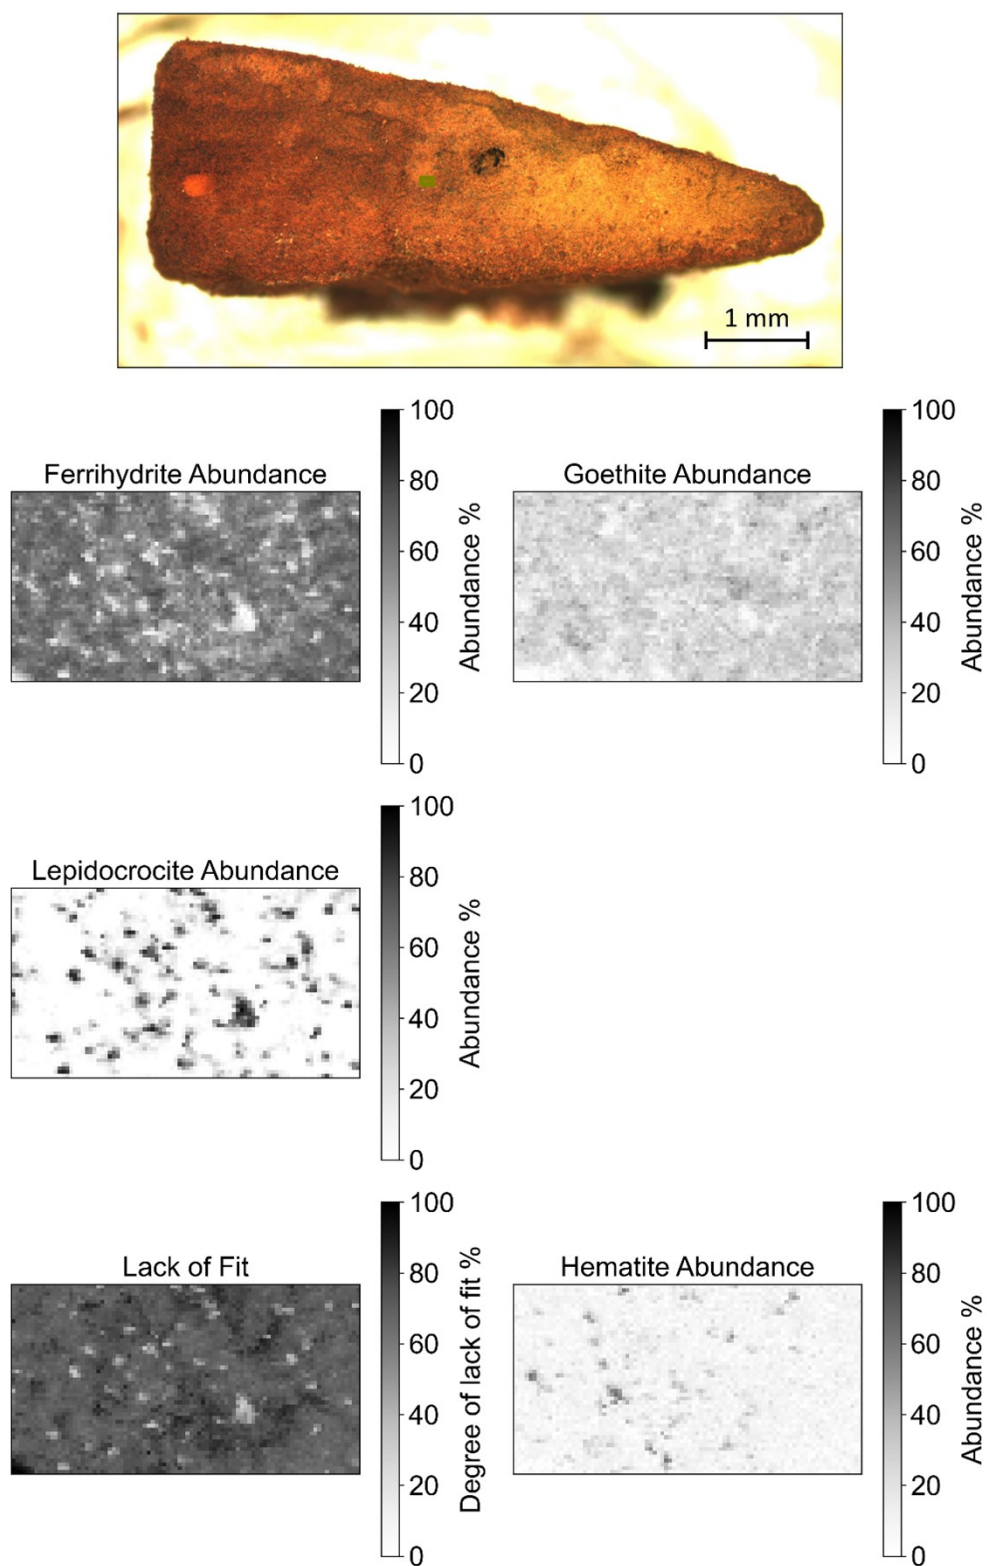 1 mm
Ferrihydrite Abundance
100
80
60
40
20
0
Abundance %
Goethite Abundance
100
80
60
40
20
0
Abundance %
Lepidocrocite Abundance
100
80
60
40
20
0
Abundance %
Lack of Fit
100
80
60
40
20
0
Degree of lack of fit %
Hematite Abundance
100
80
60
40
20
0
Abundance %